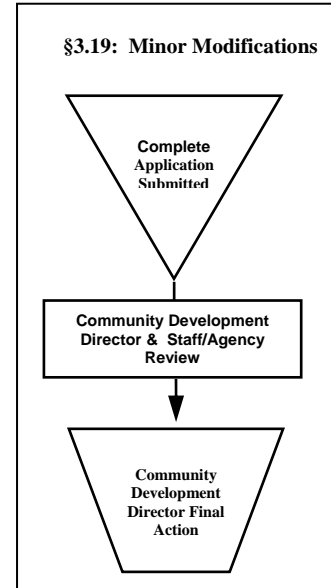 §3.19: Minor Modifications
Complete
Application
Submitted
Community Development
Director & Staff/Agency
Review
Community
Development
Director Final
Action